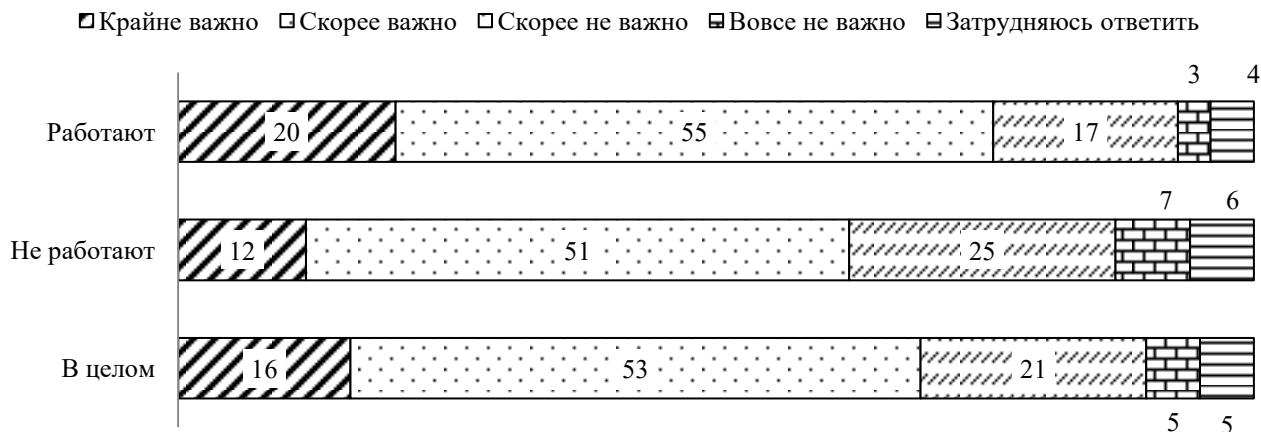 Крайне важно Скорее важно Скорее не важно Вовсе не важно Затрудняюсь ответить
3 4
Работают 20 55 17
7 6
Не работают 12 51 25
В целом 16 53 21
5 5